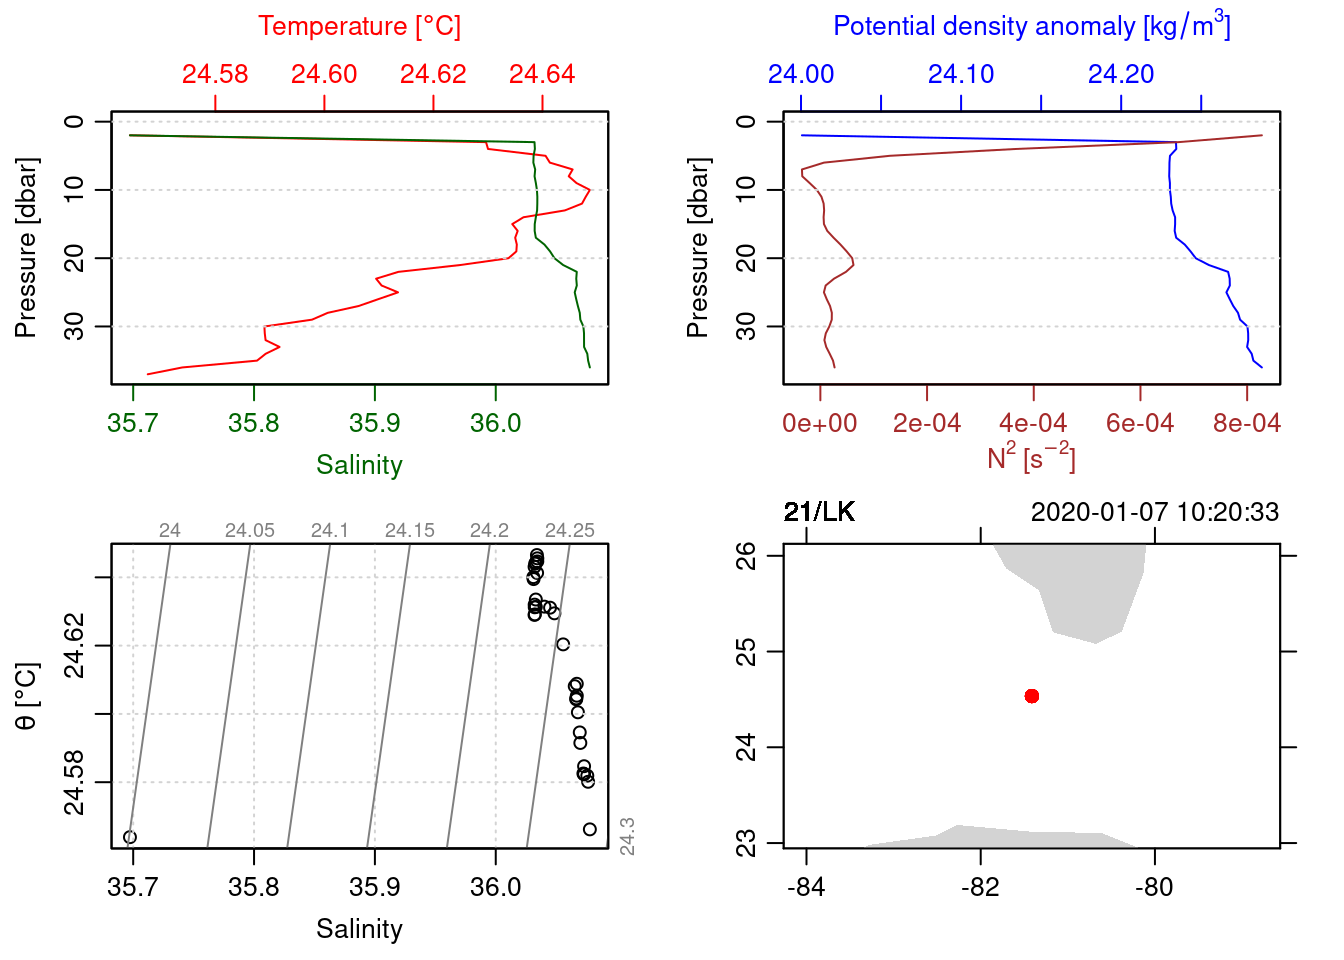 Temperature [°C]
24.58 24.60 24.62 24.64
Pressure [dbar]
0
10
20
30
35.7 35.8 35.9 36.0
Salinity
Potential density anomaly [kg/m³]
24.00 24.10 24.20
Pressure [dbar]
0
10
20
30
0e+00 2e-04 4e-04 6e-04 8e-04
N² [s⁻²]
24 24.05 24.1 24.15 24.2 24.25
θ [°C]
24.62
24.58
24.3
35.7 35.8 35.9 36.0
Salinity
21/LK 2020-01-07 10:20:33
26
25
24
23
-84 -82 -80